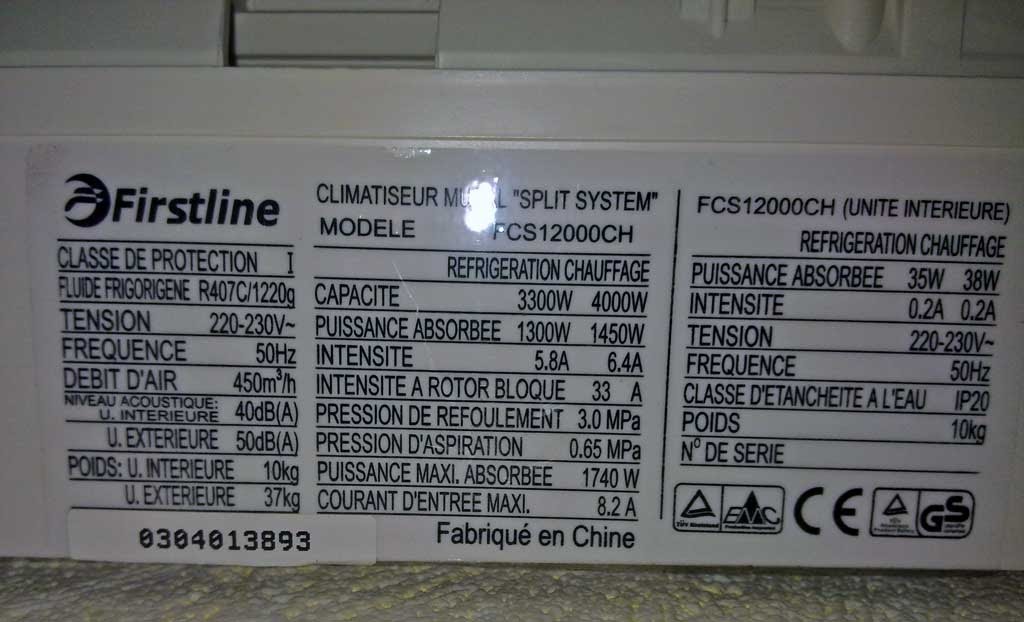 Firstline
CLASSE DE PROTECTION I
FLUIDE FRIGORIGENE R407C/1220g
TENSION 220-230V~
FREQUENCE 50Hz
DEBIT D'AIR 450m³/h
NIVEAU ACOUSTIQUE:
U. INTERIEURE 40dB(A)
U. EXTERIEURE 50dB(A)
POIDS: U. INTERIEURE 10kg
U. EXTERIEURE 37kg
0304013893
CLIMATISEUR "SPLIT SYSTEM"
MODELE FCS12000CH
REFRIGERATION CHAUFFAGE
CAPACITE 3300W 4000W
PUISSANCE ABSORBEE 1300W 1450W
INTENSITE 5.8A 6.4A
INTENSITE A ROTOR BLOQUE 33 A
PRESSION DE REFOULEMENT 3.0 MPa
PRESSION D'ASPIRATION 0.65 MPa
PUISSANCE MAXI. ABSORBEE 1740 W
COURANT D'ENTREE MAXI. 8.2 A
Fabriqué en Chine
FCS12000CH (UNITE INTERIEURE)
REFRIGERATION CHAUFFAGE
PUISSANCE ABSORBEE 35W 38W
INTENSITE 0.2A 0.2A
TENSION 220-230V~
FREQUENCE 50Hz
CLASSE D'ETANCHEITE A L'EAU IP20
POIDS 10kg
N° DE SERIE
TÜV Rheinland
EMC
CE
GS